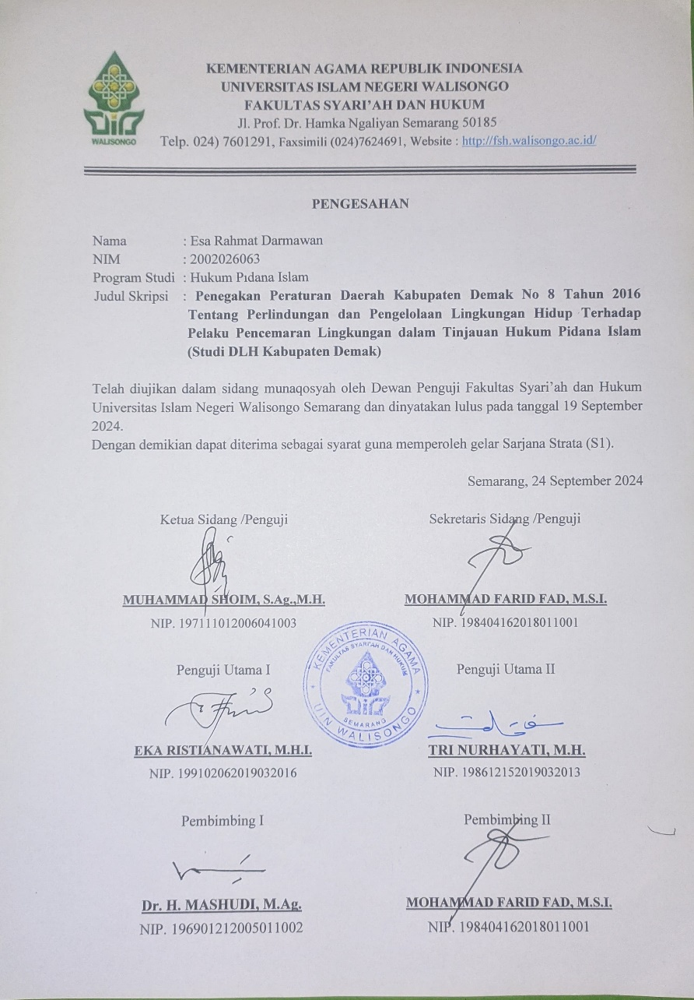 KEMENTERIAN AGAMA REPUBLIK INDONESIA
UNIVERSITAS ISLAM NEGERI WALISONGO
FAKULTAS SYARI'AH DAN HUKUM
Jl. Prof. Dr. Hamka Ngaliyan Semarang 50185
Telp. 024) 7601291, Faxsimili (024)7624691, Website : http://fsh.walisongo.ac.id/
WALISONGO
PENGESAHAN
Nama : Esa Rahmat Darmawan
NIM : 2002026063
Program Studi : Hukum Pidana Islam
Judul Skripsi : Penegakan Peraturan Daerah Kabupaten Demak No 8 Tahun 2016
Tentang Perlindungan dan Pengelolaan Lingkungan Hidup Terhadap
Pelaku Pencemaran Lingkungan dalam Tinjauan Hukum Pidana Islam
(Studi DLH Kabupaten Demak)
Telah diujikan dalam sidang munaqosyah oleh Dewan Penguji Fakultas Syari'ah dan Hukum
Universitas Islam Negeri Walisongo Semarang dan dinyatakan lulus pada tanggal 19 September
2024.
Dengan demikian dapat diterima sebagai syarat guna memperoleh gelar Sarjana Strata (S1).
Semarang, 24 September 2024
Ketua Sidang /Penguji
Sekretaris Sidang /Penguji
MUHAMMAD SHOIM, S.Ag.,M.H.
MOHAMMAD FARID FAD, M.S.I.
NIP. 197111012006041003
NIP. 198404162018011001
KEMENTERIAN AGAMA
FAKULTAS SYARI'AH DAN HUKUM
SEMARANG
UIN WALISONGO
Penguji Utama I
Penguji Utama II
EKA RISTIANAWATI, M.H.I.
TRI NURHAYATI, M.H.
NIP. 199102062019032016
NIP. 198612152019032013
Pembimbing I
Pembimbing II
Dr. H. MASHUDI, M.Ag.
MOHAMMAD FARID FAD, M.S.I.
NIP. 196901212005011002
NIP. 198404162018011001